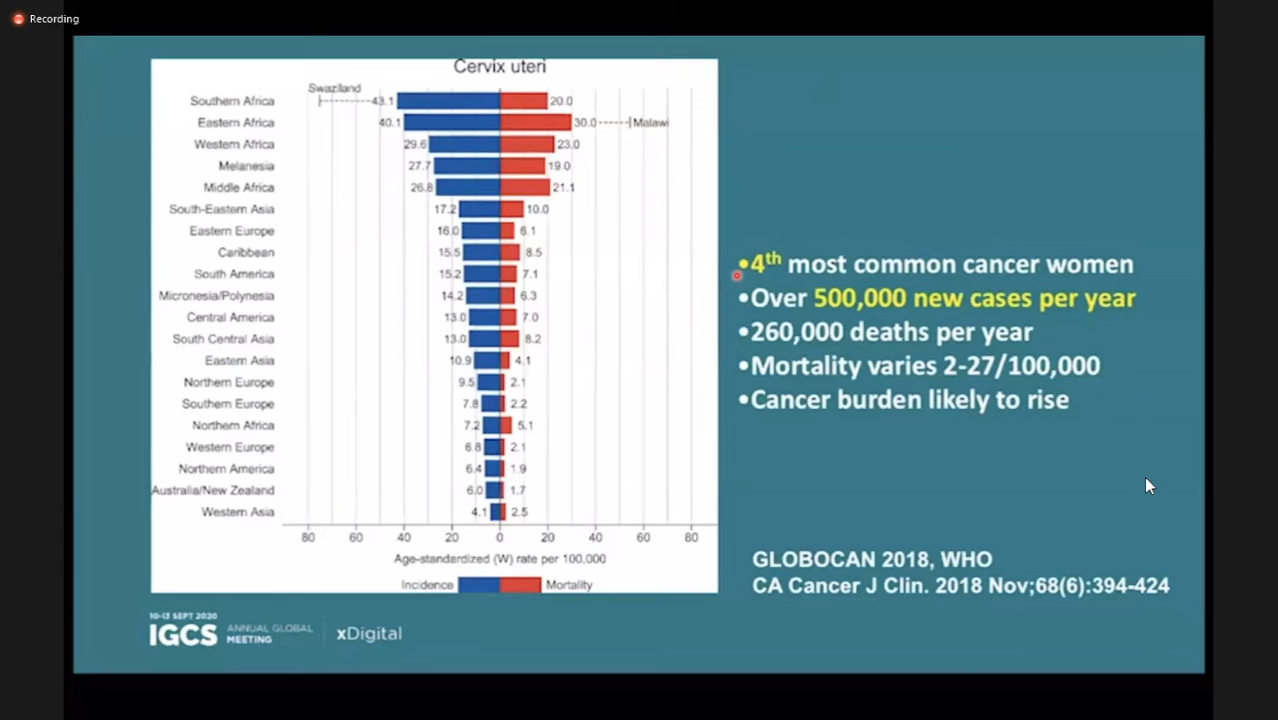 Recording
Cervix uteri
Swaziland
Southern Africa 43.1 20.0
Eastern Africa 40.1 30.0 Malawi
Western Africa 29.6 23.0
Melanesia 27.7 19.0
Middle Africa 26.8 21.1
South-Eastern Asia 17.2 10.0
Eastern Europe 16.0 6.1
Caribbean 15.5 8.5
South America 15.2 7.1
Micronesia/Polynesia 14.2 6.3
Central America 13.0 7.0
South Central Asia 13.0 8.2
Eastern Asia 10.9 4.1
Northern Europe 9.5 2.1
Southern Europe 7.8 2.2
Northern Africa 7.2 5.1
Western Europe 6.8 2.1
Northern America 6.4 1.9
Australia/New Zealand 6.0 1.7
Western Asia 4.1 2.5
80 60 40 20 0 20 40 60 80
Age-standardized (W) rate per 100,000
Incidence Mortality
•4th most common cancer women
•Over 500,000 new cases per year
•260,000 deaths per year
•Mortality varies 2-27/100,000
•Cancer burden likely to rise
GLOBOCAN 2018, WHO
CA Cancer J Clin. 2018 Nov;68(6):394-424
10-13 SEPT 2020
IGCS ANNUAL GLOBAL MEETING xDigital